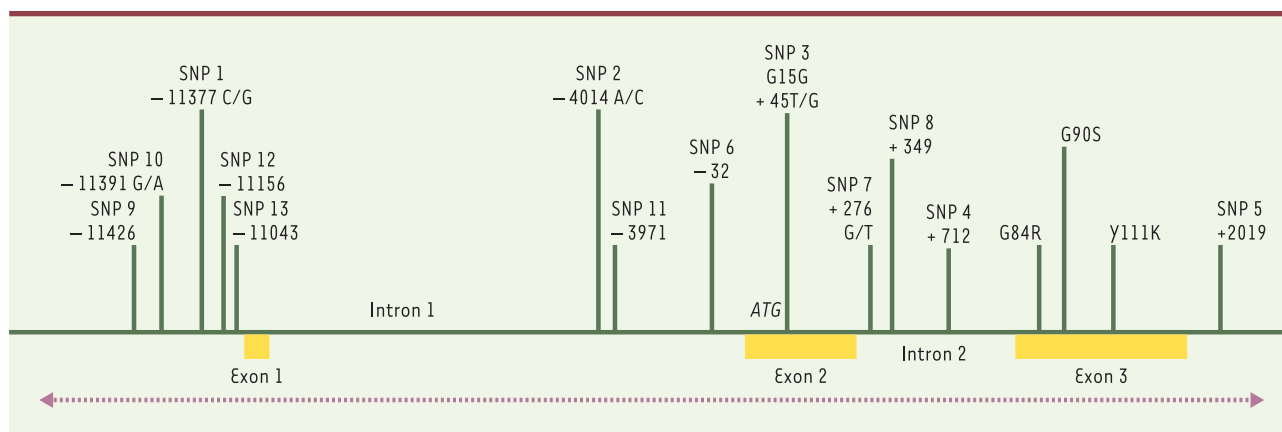 SNP 1
– 11377 C/G
SNP 10
– 11391 G/A
SNP 9
–11426
SNP 12
–11156
SNP 13
–11043
SNP 2
– 4014 A/C
SNP 11
–3971
SNP 6
– 32
SNP 3
G15G
+ 45T/G
SNP 7
+ 276
G/T
SNP 8
+ 349
SNP 4
+ 712
G84R
G90S
Y111K
SNP 5
+2019
Intron 1
ATG
Intron 2
Exon 1
Exon 2
Exon 3